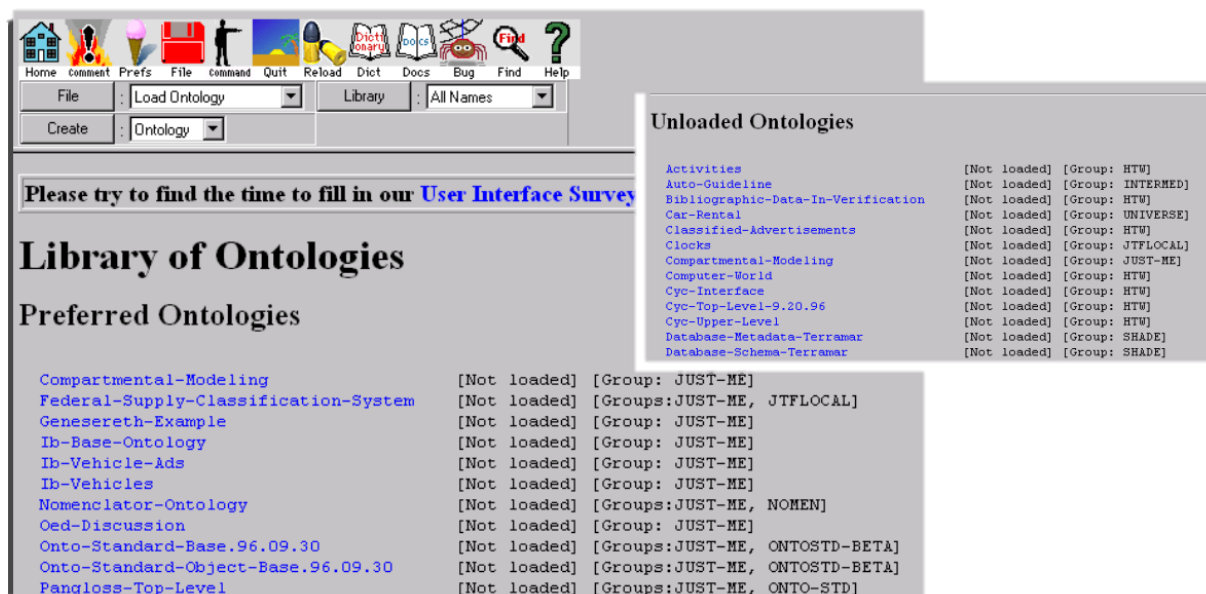 Dicti onary Docs Find
Home Comment Prefs File Command Quit Reload Dict Docs Bug Find Help
File : Load Ontology Library : All Names
Create : Ontology
Please try to find the time to fill in our User Interface Survey
Library of Ontologies
Preferred Ontologies
Compartmental-Modeling [Not loaded] [Group: JUST-ME]
Federal-Supply-Classification-System [Not loaded] [Groups:JUST-ME, JTFLOCAL]
Genesereth-Example [Not loaded] [Group: JUST-ME]
Ib-Base-Ontology [Not loaded] [Group: JUST-ME]
Ib-Vehicle-Ads [Not loaded] [Group: JUST-ME]
Ib-Vehicles [Not loaded] [Group: JUST-ME]
Nomenclator-Ontology [Not loaded] [Groups:JUST-ME, NOMEN]
Oed-Discussion [Not loaded] [Group: JUST-ME]
Onto-Standard-Base.96.09.30 [Not loaded] [Groups:JUST-ME, ONTOSTD-BETA]
Onto-Standard-Object-Base.96.09.30 [Not loaded] [Groups:JUST-ME, ONTOSTD-BETA]
Pangloss-Top-Level [Not loaded] [Groups:JUST-ME, ONTO-STD]
Unloaded Ontologies
Activities [Not loaded] [Group: HTW]
Auto-Guideline [Not loaded] [Group: INTERMED]
Bibliographic-Data-In-Verification [Not loaded] [Group: HTW]
Car-Rental [Not loaded] [Group: UNIVERSE]
Classified-Advertisements [Not loaded] [Group: HTW]
Clocks [Not loaded] [Group: JTFLOCAL]
Compartmental-Modeling [Not loaded] [Group: JUST-ME]
Computer-World [Not loaded] [Group: HTW]
Cyc-Interface [Not loaded] [Group: HTW]
Cyc-Top-Level-9.20.96 [Not loaded] [Group: HTW]
Cyc-Upper-Level [Not loaded] [Group: HTW]
Database-Metadata-Terramar [Not loaded] [Group: SHADE]
Database-Schema-Terramar [Not loaded] [Group: SHADE]